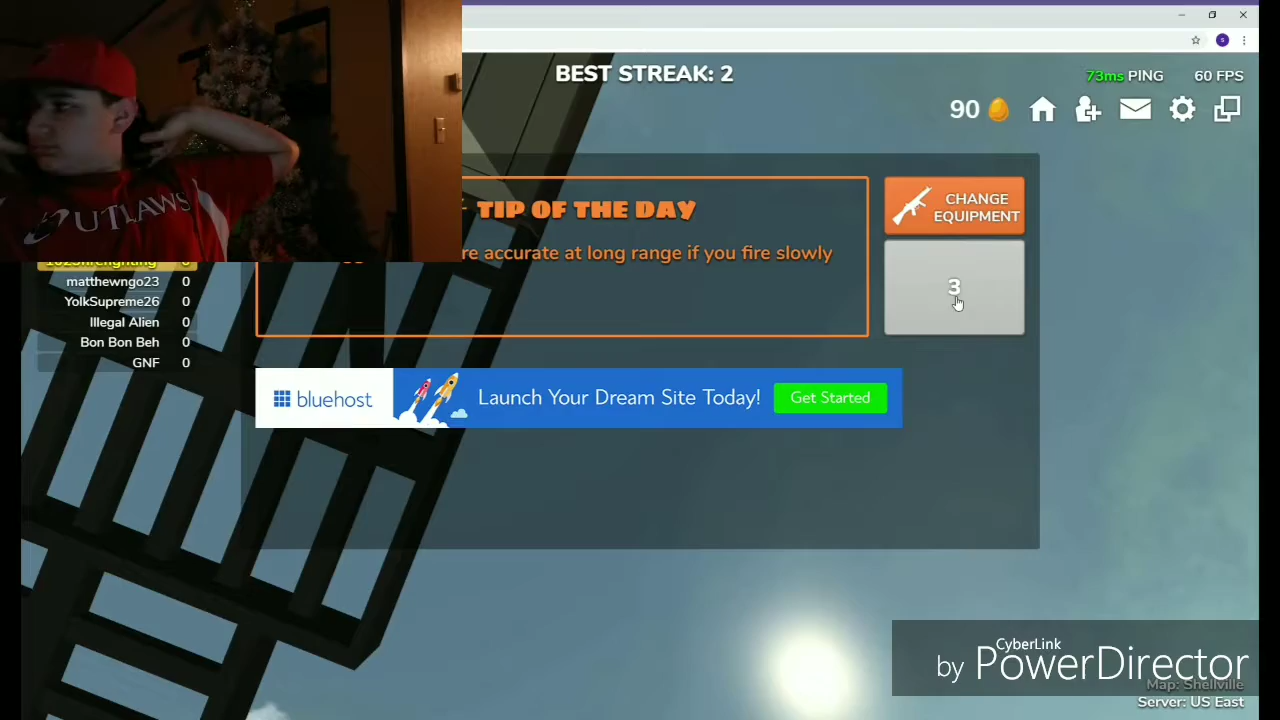 BEST STREAK: 2
73ms PING 60 FPS
90
OUTLAWS
TIP OF THE DAY
re accurate at long range if you fire slowly
CHANGE
EQUIPMENT
3
matthewngo23 0
YolkSupreme26 0
Illegal Alien 0
Bon Bon Beh 0
GNF 0
bluehost
Launch Your Dream Site Today!
Get Started
CyberLink
by PowerDirector
Map: Shellville
Server: US East